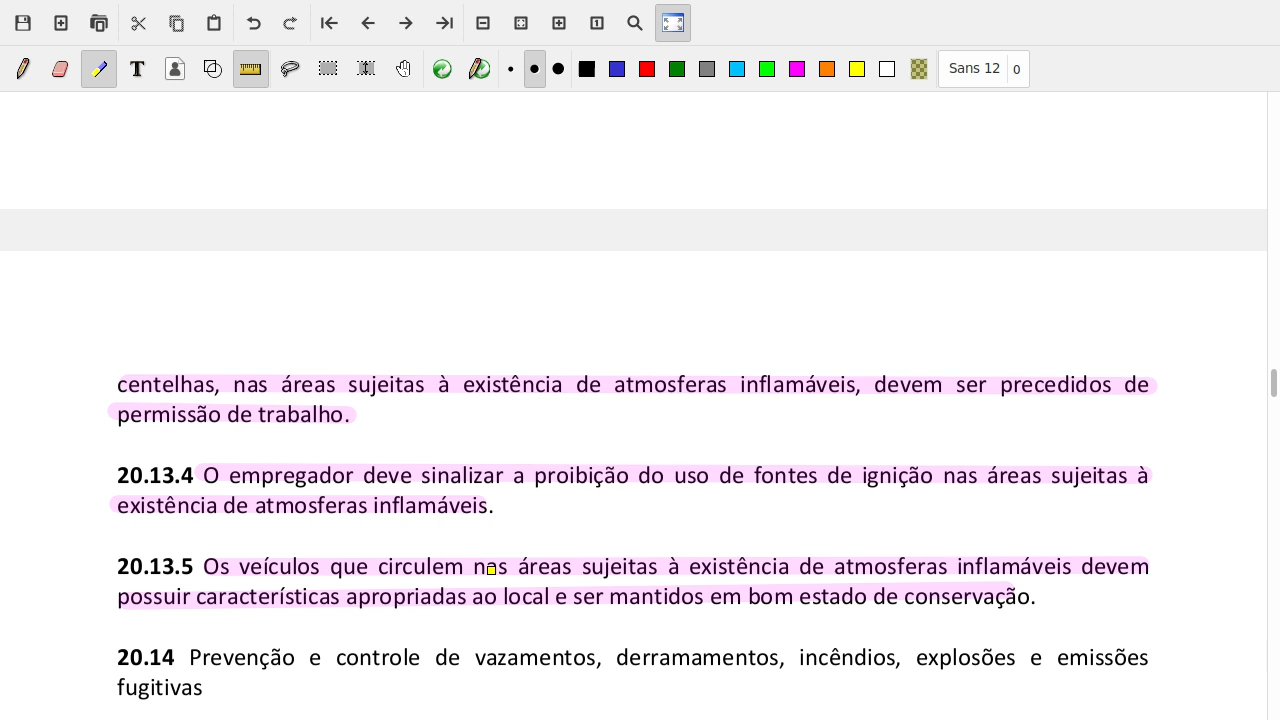 T
1
Sans 12 0
centelhas, nas áreas sujeitas à existência de atmosferas inflamáveis, devem ser precedidos de
permissão de trabalho.
20.13.4 O empregador deve sinalizar a proibição do uso de fontes de ignição nas áreas sujeitas à
existência de atmosferas inflamáveis.
20.13.5 Os veículos que circulem nas áreas sujeitas à existência de atmosferas inflamáveis devem
possuir características apropriadas ao local e ser mantidos em bom estado de conservação.
20.14 Prevenção e controle de vazamentos, derramamentos, incêndios, explosões e emissões
fugitivas